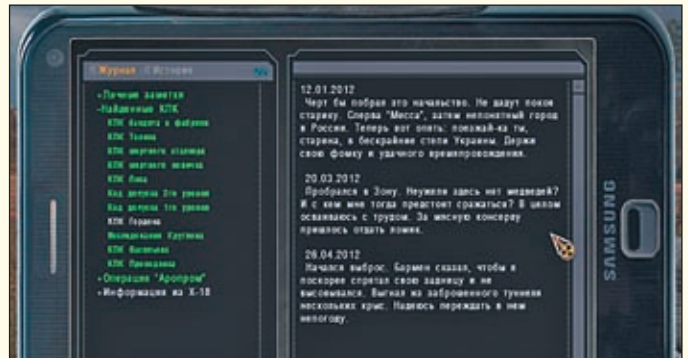 Журнал История
-Личные заметки
-Найденные КПК
КПК бандита с фабрики
КПК мертвого сталкера
КПК мертвого новичка
КПК Лиса
Код допуска 2го уровня
Код допуска 1го уровня
КПК Гордона
Исследования Круглова
КПК Васильева
КПК Проводника
-Операция "Агропром"
-Информация из X-18
12.01.2012
Черт бы побрал это начальство. Не дадут покоя
старику. Сперва "Месса", затем непонятный город
в России. Теперь вот опять: поезжай-ка ты,
старина, в бескрайние степи Украины. Держи
свою фомку и удачного времяпровождения.
20.03.2012
Пробрался в Зону. Неужели здесь нет медведей?
И с кем мне тогда предстоит сражаться? В целом
осваиваюсь с трудом. За мясную консерву
пришлось отдать ломик.
26.04.2012
Начался выброс. Бармен сказал, чтобы я
поскорее спрятал свою задницу и не
высовывался. Выгнал из заброшенного туннеля
нескольких крыс. Надеюсь переждать в нем
непогоду.
SAMSUNG